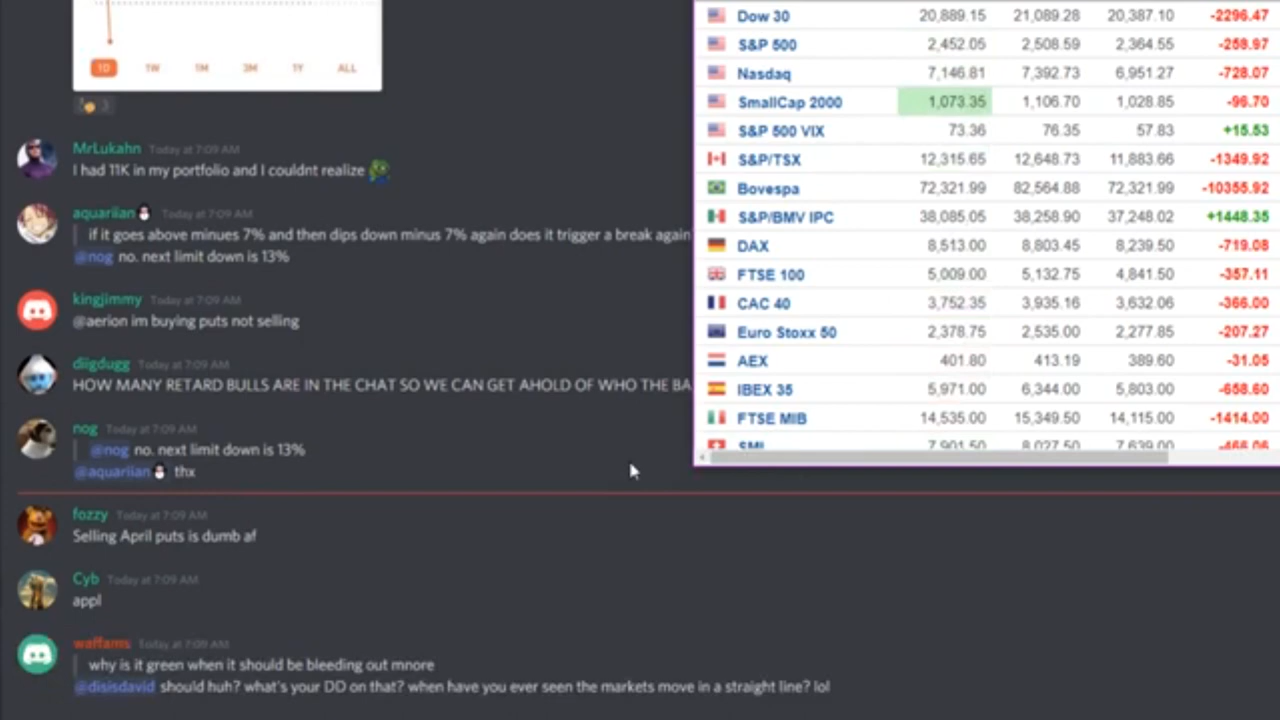 1D 1W 1M 3M 1Y ALL
3
MrLukahn Today at 7:09 AM
I had 11K in my portfolio and I couldnt realize
aquariian Today at 7:09 AM
if it goes above minues 7% and then dips down minus 7% again does it trigger a break again
@nog no. next limit down is 13%
kingjimmy Today at 7:09 AM
@aerion im buying puts not selling
diigdugg Today at 7:09 AM
HOW MANY RETARD BULLS ARE IN THE CHAT SO WE CAN GET AHOLD OF WHO THE BA
nog Today at 7:09 AM
@nog no. next limit down is 13%
@aquariian thx
fozzy Today at 7:09 AM
Selling April puts is dumb af
Cyb Today at 7:09 AM
appl
waffams Today at 7:09 AM
why is it green when it should be bleeding out mnore
@disisdavid should huh? what's your DD on that? when have you ever seen the markets move in a straight line? lol
Dow 30 20,889.15 21,089.28 20,387.10 -2296.47
S&P 500 2,452.05 2,508.59 2,364.55 -258.97
Nasdaq 7,146.81 7,392.73 6,951.27 -728.07
SmallCap 2000 1,073.35 1,106.70 1,028.85 -96.70
S&P 500 VIX 73.36 76.35 57.83 +15.53
S&P/TSX 12,315.65 12,648.73 11,883.66 -1349.92
Bovespa 72,321.99 82,564.88 72,321.99 -10355.92
S&P/BMV IPC 38,085.05 38,258.90 37,248.02 +1448.35
DAX 8,513.00 8,803.45 8,239.50 -719.08
FTSE 100 5,009.00 5,132.75 4,841.50 -357.11
CAC 40 3,752.35 3,935.16 3,632.06 -366.00
Euro Stoxx 50 2,378.75 2,535.00 2,277.85 -207.27
AEX 401.80 413.19 389.60 -31.05
IBEX 35 5,971.00 6,344.00 5,803.00 -658.60
FTSE MIB 14,535.00 15,349.50 14,115.00 -1414.00
SMI 7,901.50 8,027.50 7,639.00 -466.06